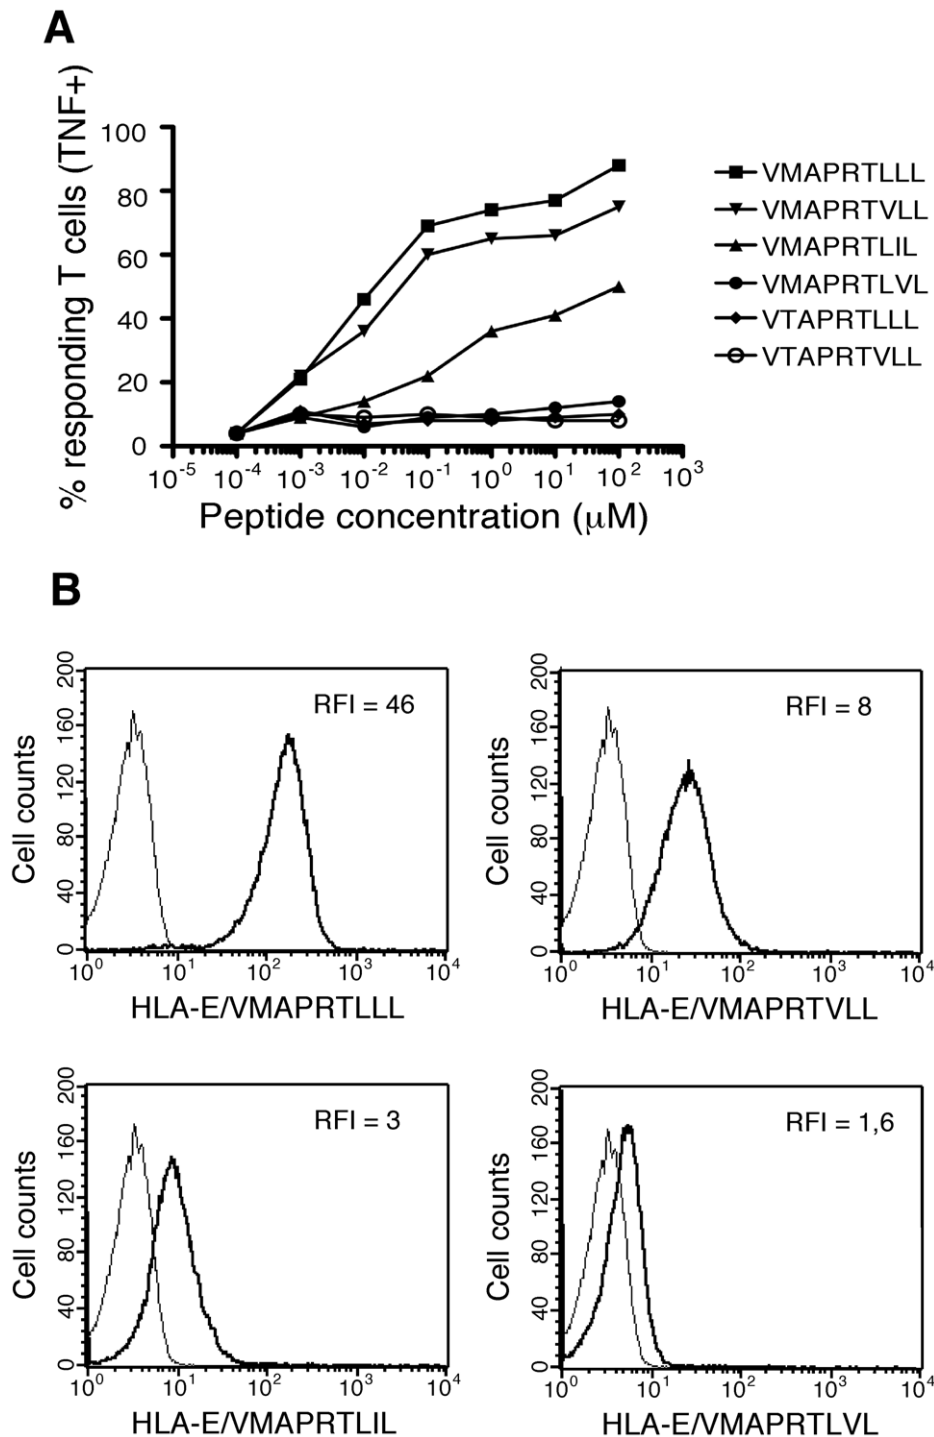 A
% responding T cells (TNF+)
100
80
60
40
20
0
10-5 10-4 10-3 10-2 10-1 100 101 102 103
Peptide concentration (μM)
VMAPRTLLL
VMAPRTVLL
VMAPRTLIL
VMAPRTLVL
VTAPRTLLL
VTAPRTVLL
B
Cell counts
200
160
120
80
40
0
RFI = 46
100 101 102 103 104
HLA-E/VMAPRTLLL
Cell counts
200
160
120
80
40
0
RFI = 8
100 101 102 103 104
HLA-E/VMAPRTVLL
Cell counts
200
160
120
80
40
0
RFI = 3
100 101 102 103 104
HLA-E/VMAPRTLIL
Cell counts
200
160
120
80
40
0
RFI = 1,6
100 101 102 103 104
HLA-E/VMAPRTLVL